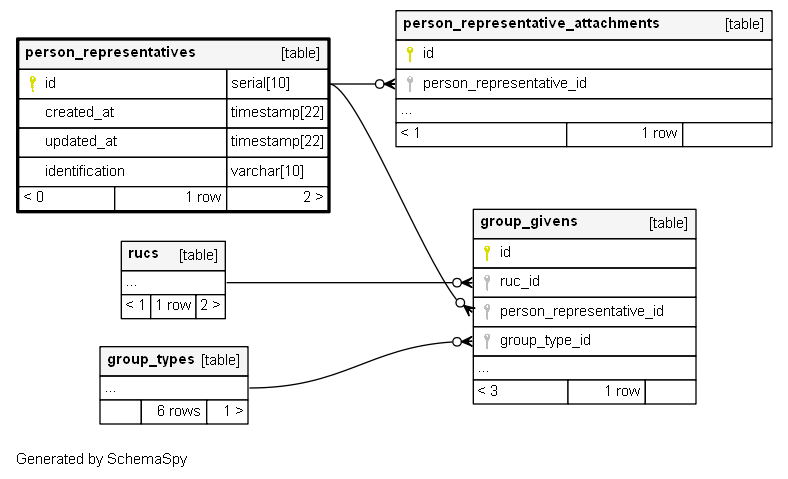 person_representatives [table]
id serial[10]
created_at timestamp[22]
updated_at timestamp[22]
identification varchar[10]
< 0 1 row 2 >
person_representative_attachments [table]
id
person_representative_id
...
< 1 1 row
group_givens [table]
id
ruc_id
person_representative_id
group_type_id
...
< 3 1 row
rucs [table]
...
< 1 1 row 2 >
group_types [table]
...
6 rows 1 >
Generated by SchemaSpy